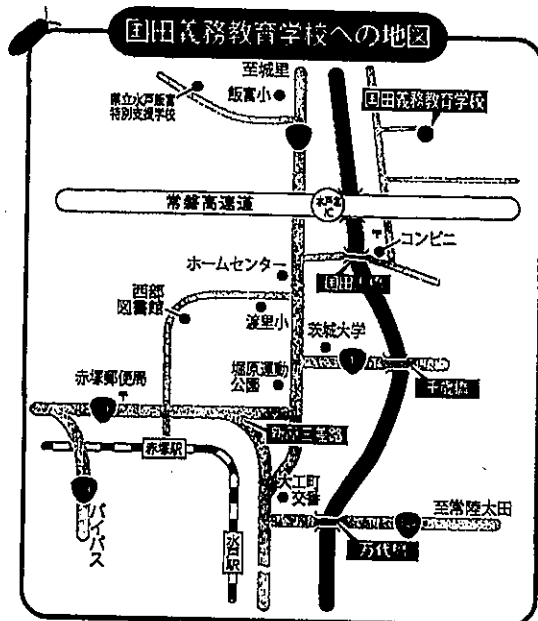 国田義務教育学校への地図
至城里
飯富小
県立水戸飯富
特別支援学校
国田義務教育学校
常磐高速道
水戸北
IC
コンビニ
ホームセンター
国田大橋
西部
図書館
渡里小
茨城大学
堀原運動
公園
千歳橋
赤塚郵便局
赤塚駅
大工町
交番
至常陸太田
バイパス
水戸駅
万代橋